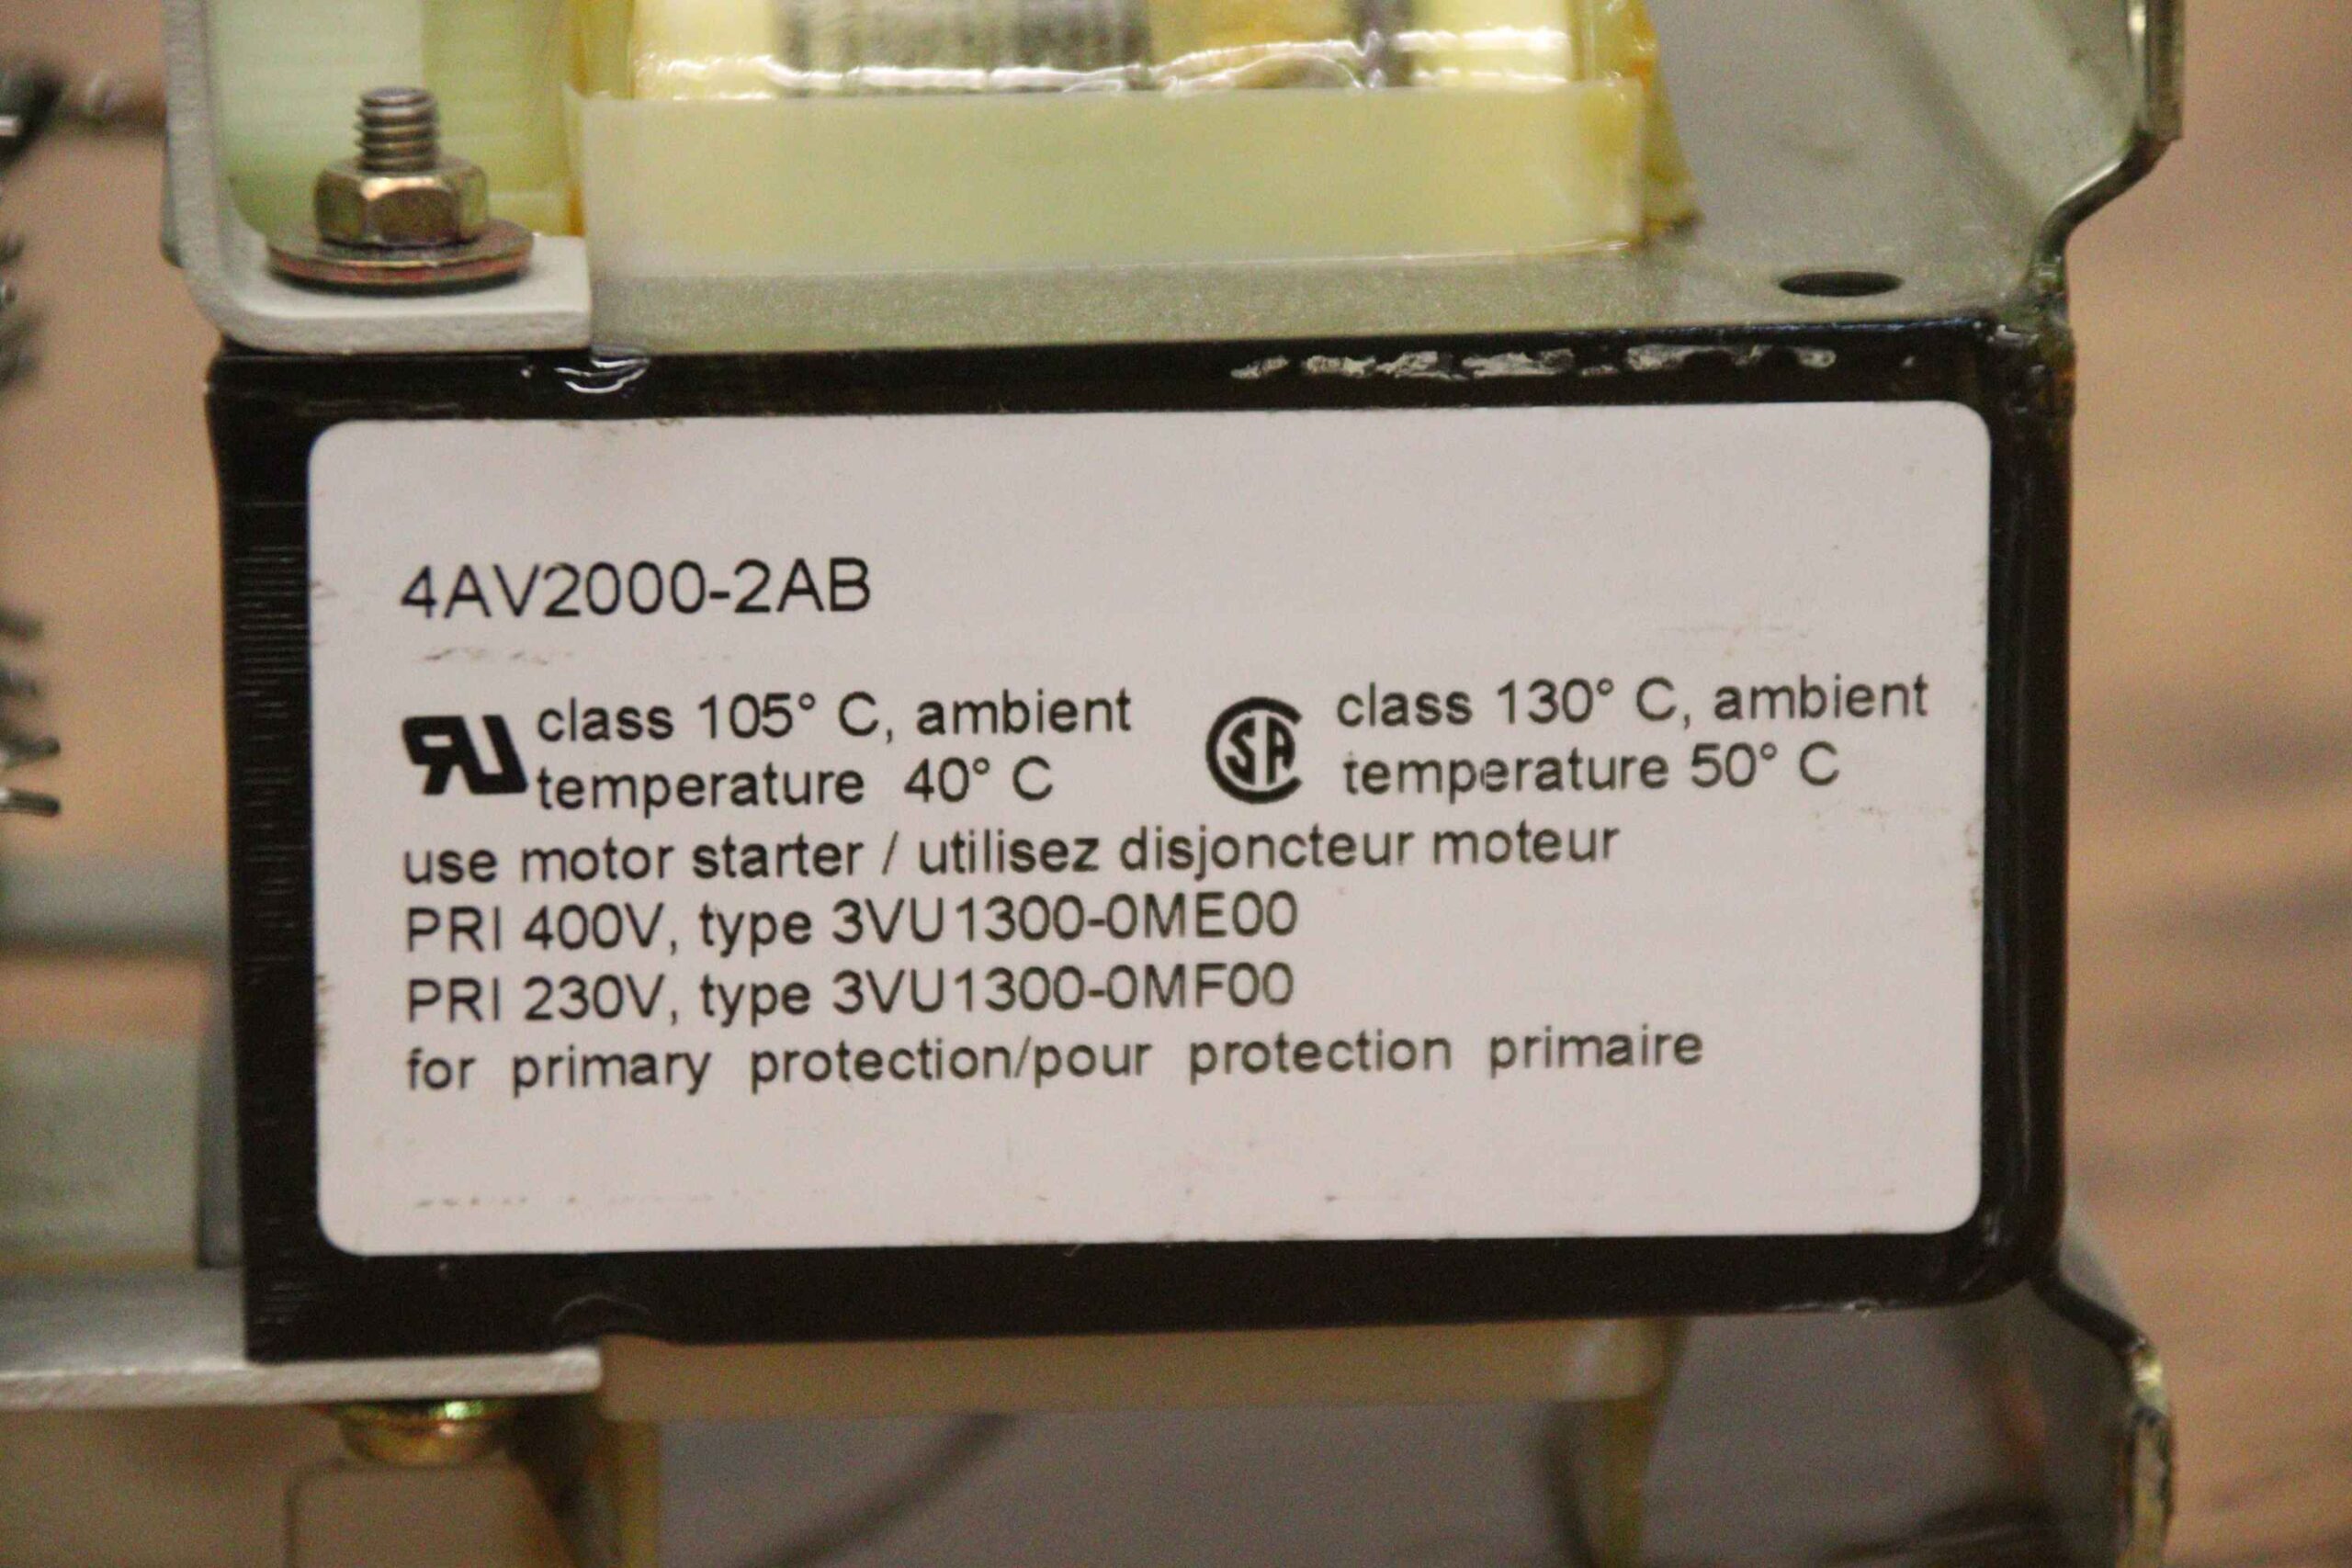 4AV2000-2AB
class 105° C, ambient
temperature 40° C
class 130° C, ambient
temperature 50° C
use motor starter / utilisez disjoncteur moteur
PRI 400V, type 3VU1300-0ME00
PRI 230V, type 3VU1300-0MF00
for primary protection/pour protection primaire